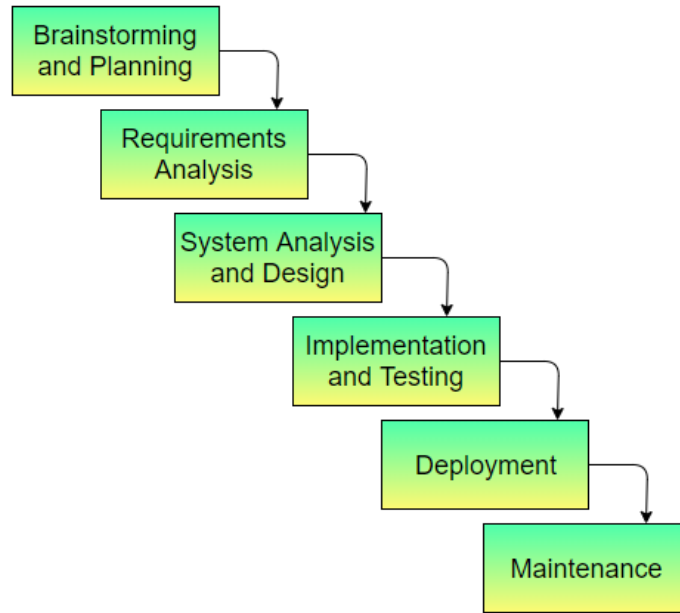 Brainstorming
and Planning
Requirements
Analysis
System Analysis
and Design
Implementation
and Testing
Deployment
Maintenance